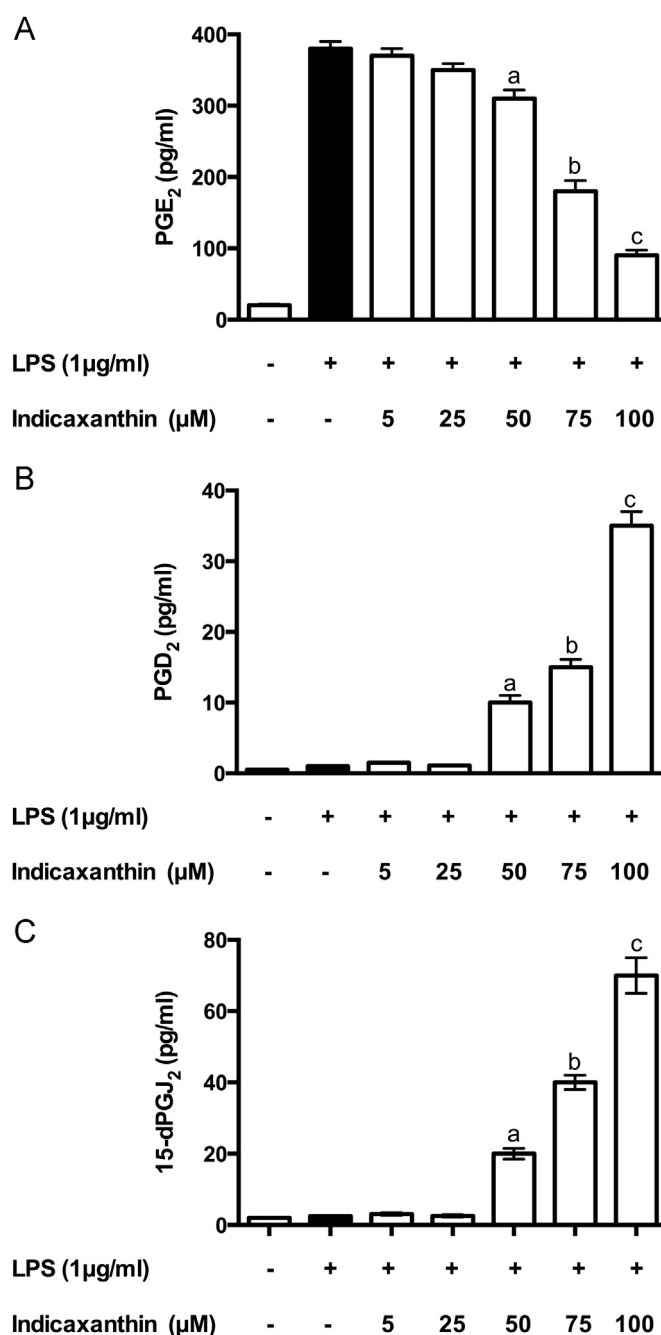 A
PGE2 (pg/ml)
400
300
200
100
0
a
b
c
LPS (1µg/ml) - + + + + + +
Indicaxanthin (µM) - - 5 25 50 75 100
B
PGD2 (pg/ml)
40
30
20
10
0
a
b
c
LPS (1µg/ml) - + + + + + +
Indicaxanthin (µM) - - 5 25 50 75 100
C
15-dPGJ2 (pg/ml)
80
60
40
20
0
a
b
c
LPS (1µg/ml) - + + + + + +
Indicaxanthin (µM) - - 5 25 50 75 100